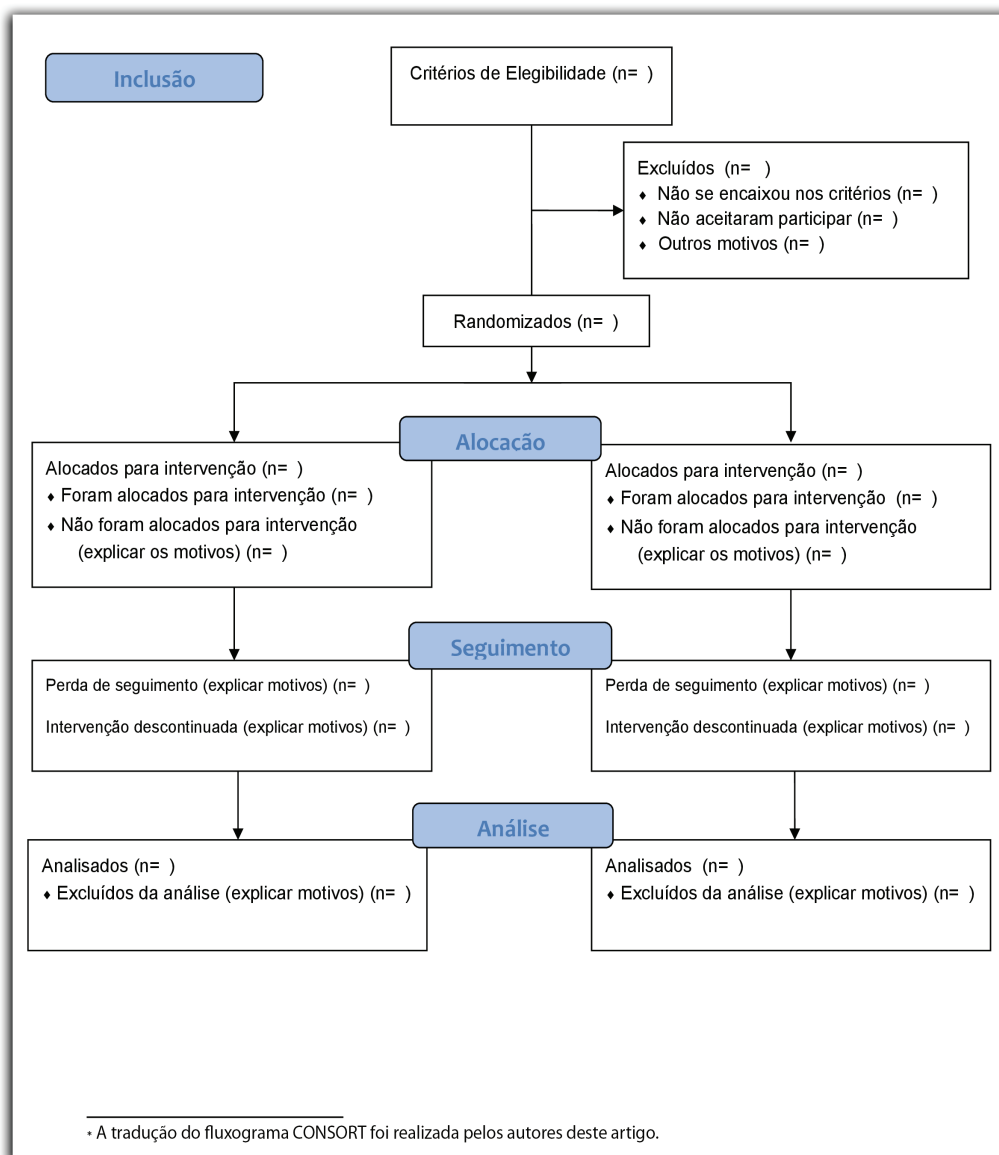 Inclusão
Critérios de Elegibilidade (n=  )
Excluídos  (n=   )
♦ Não se encaixou nos critérios (n=  )
♦ Não aceitaram participar (n=  )
♦ Outros motivos (n=  )
Randomizados (n=  )
Alocação
Alocados para intervenção (n=  )
♦ Foram alocados para intervenção (n=  )
♦ Não foram alocados para intervenção
(explicar os motivos) (n=  )
Alocados para intervenção (n=  )
♦ Foram alocados para intervenção  (n=  )
♦ Não foram alocados para intervenção
(explicar os motivos) (n=  )
Seguimento
Perda de seguimento (explicar motivos) (n=  )
Intervenção descontinuada (explicar motivos) (n=  )
Perda de seguimento (explicar motivos) (n=  )
Intervenção descontinuada (explicar motivos) (n=  )
Análise
Analisados (n=  )
♦ Excluídos da análise (explicar motivos) (n=  )
Analisados  (n=  )
♦ Excluídos da análise (explicar motivos) (n=  )
* A tradução do fluxograma CONSORT foi realizada pelos autores deste artigo.